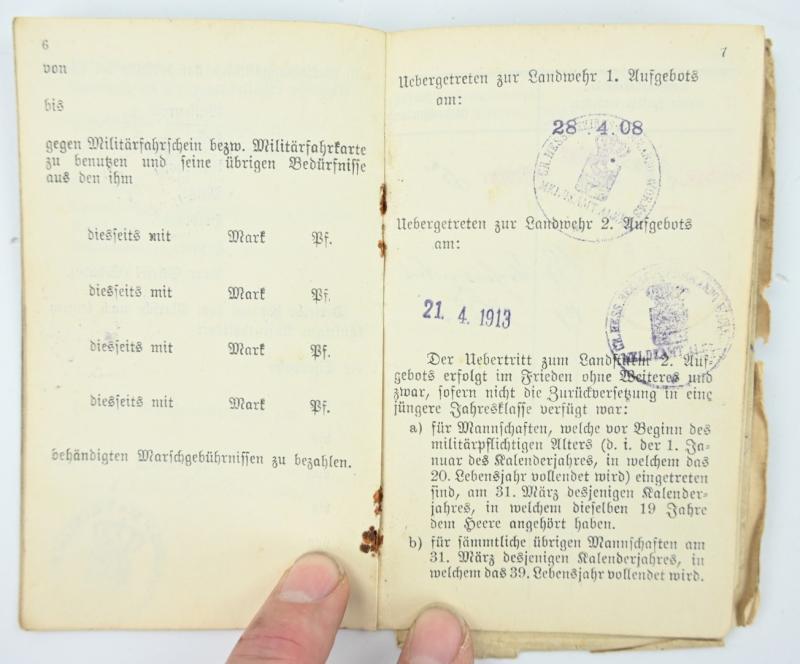 6
von
bis
gegen Militärfahrschein bezw. Militärfahrkarte
zu benutzen und seine übrigen Bedürfnisse
aus den ihm
diesseits mit Mark Pf.
diesseits mit Mark Pf.
diesseits mit Mark Pf.
diesseits mit Mark Pf.
behändigten Marschgebührnissen zu bezahlen.
7
Uebergetreten zur Landwehr 1. Aufgebots
am:
28 4.08
GR. HESS. WORMS
MELDEAMT
Uebergetreten zur Landwehr 2. Aufgebots
am:
21. 4. 1913
GR. HESS.
MELDEAMT
Der Uebertritt zum Landsturm 2. Auf-
gebots erfolgt im Frieden ohne Weiteres und
zwar, sofern nicht die Zurückversetzung in eine
jüngere Jahresklasse verfügt war:
a) für Mannschaften, welche vor Beginn des
militärpflichtigen Alters (d. i. der 1. Ja-
nuar des Kalenderjahres, in welchem das
20. Lebensjahr vollendet wird) eingetreten
sind, am 31. März desjenigen Kalender-
jahres, in welchem dieselben 19 Jahre
dem Heere angehört haben.
b) für sämmtliche übrigen Mannschaften am
31. März desjenigen Kalenderjahres, in
welchem das 39. Lebensjahr vollendet wird.